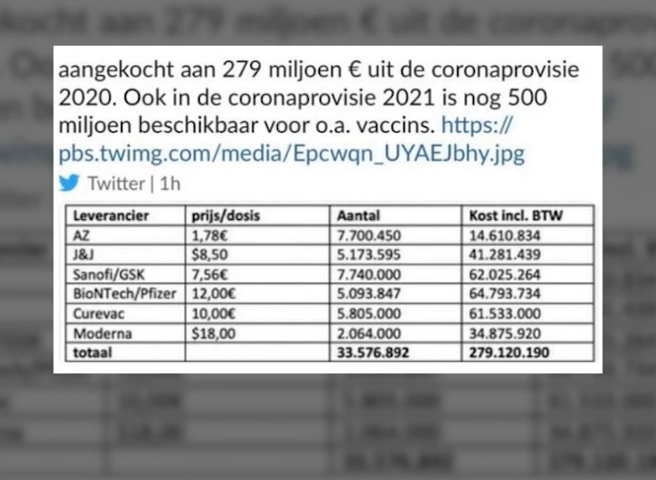 aangekocht aan 279 miljoen € uit de coronaprovisie
2020. Ook in de coronaprovisie 2021 is nog 500
miljoen beschikbaar voor o.a. vaccins. https://
pbs.twimg.com/media/Epcwqn_UYAEJbhy.jpg
Twitter | 1h
Leverancier prijs/dosis Aantal Kost incl. BTW
AZ 1,78€ 7.700.450 14.610.834
J&J $8,50 5.173.595 41.281.439
Sanofi/GSK 7,56€ 7.740.000 62.025.264
BioNTech/Pfizer 12,00€ 5.093.847 64.793.734
Curevac 10,00€ 5.805.000 61.533.000
Moderna $18,00 2.064.000 34.875.920
totaal 33.576.892 279.120.190